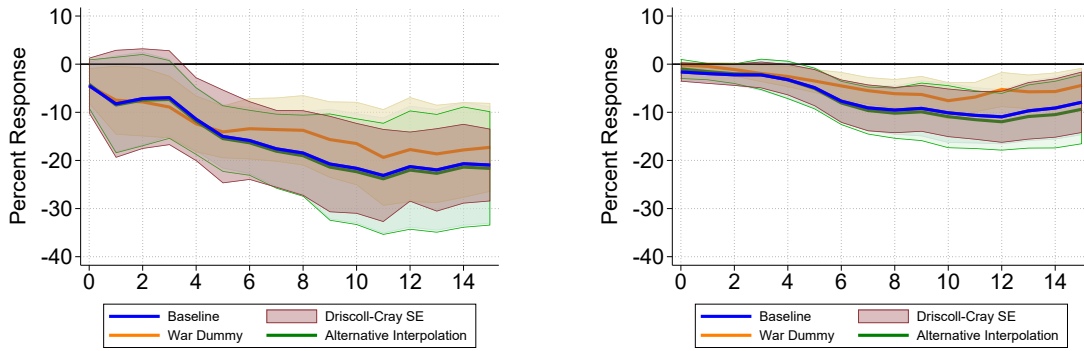 10
0
-10
-20
-30
-40
Percent Response
0 2 4 6 8 10 12 14
Baseline Driscoll-Cray SE
War Dummy Alternative Interpolation
10
0
-10
-20
-30
-40
Percent Response
0 2 4 6 8 10 12 14
Baseline Driscoll-Cray SE
War Dummy Alternative Interpolation